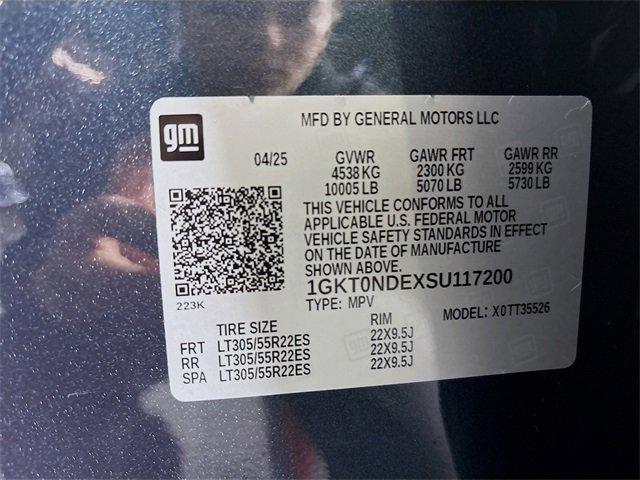 gm
MFD BY GENERAL MOTORS LLC
04/25 GVWR GAWR FRT GAWR RR
4538 KG 2300 KG 2599 KG
10005 LB 5070 LB 5730 LB
THIS VEHICLE CONFORMS TO ALL
APPLICABLE U.S. FEDERAL MOTOR
VEHICLE SAFETY STANDARDS IN EFFECT
ON THE DATE OF MANUFACTURE
SHOWN ABOVE.
1GKT0NDEXSU117200
223K
TYPE: MPV MODEL: X0TT35526
TIRE SIZE RIM
FRT LT305/55R22ES 22X9.5J
RR LT305/55R22ES 22X9.5J
SPA LT305/55R22ES 22X9.5J